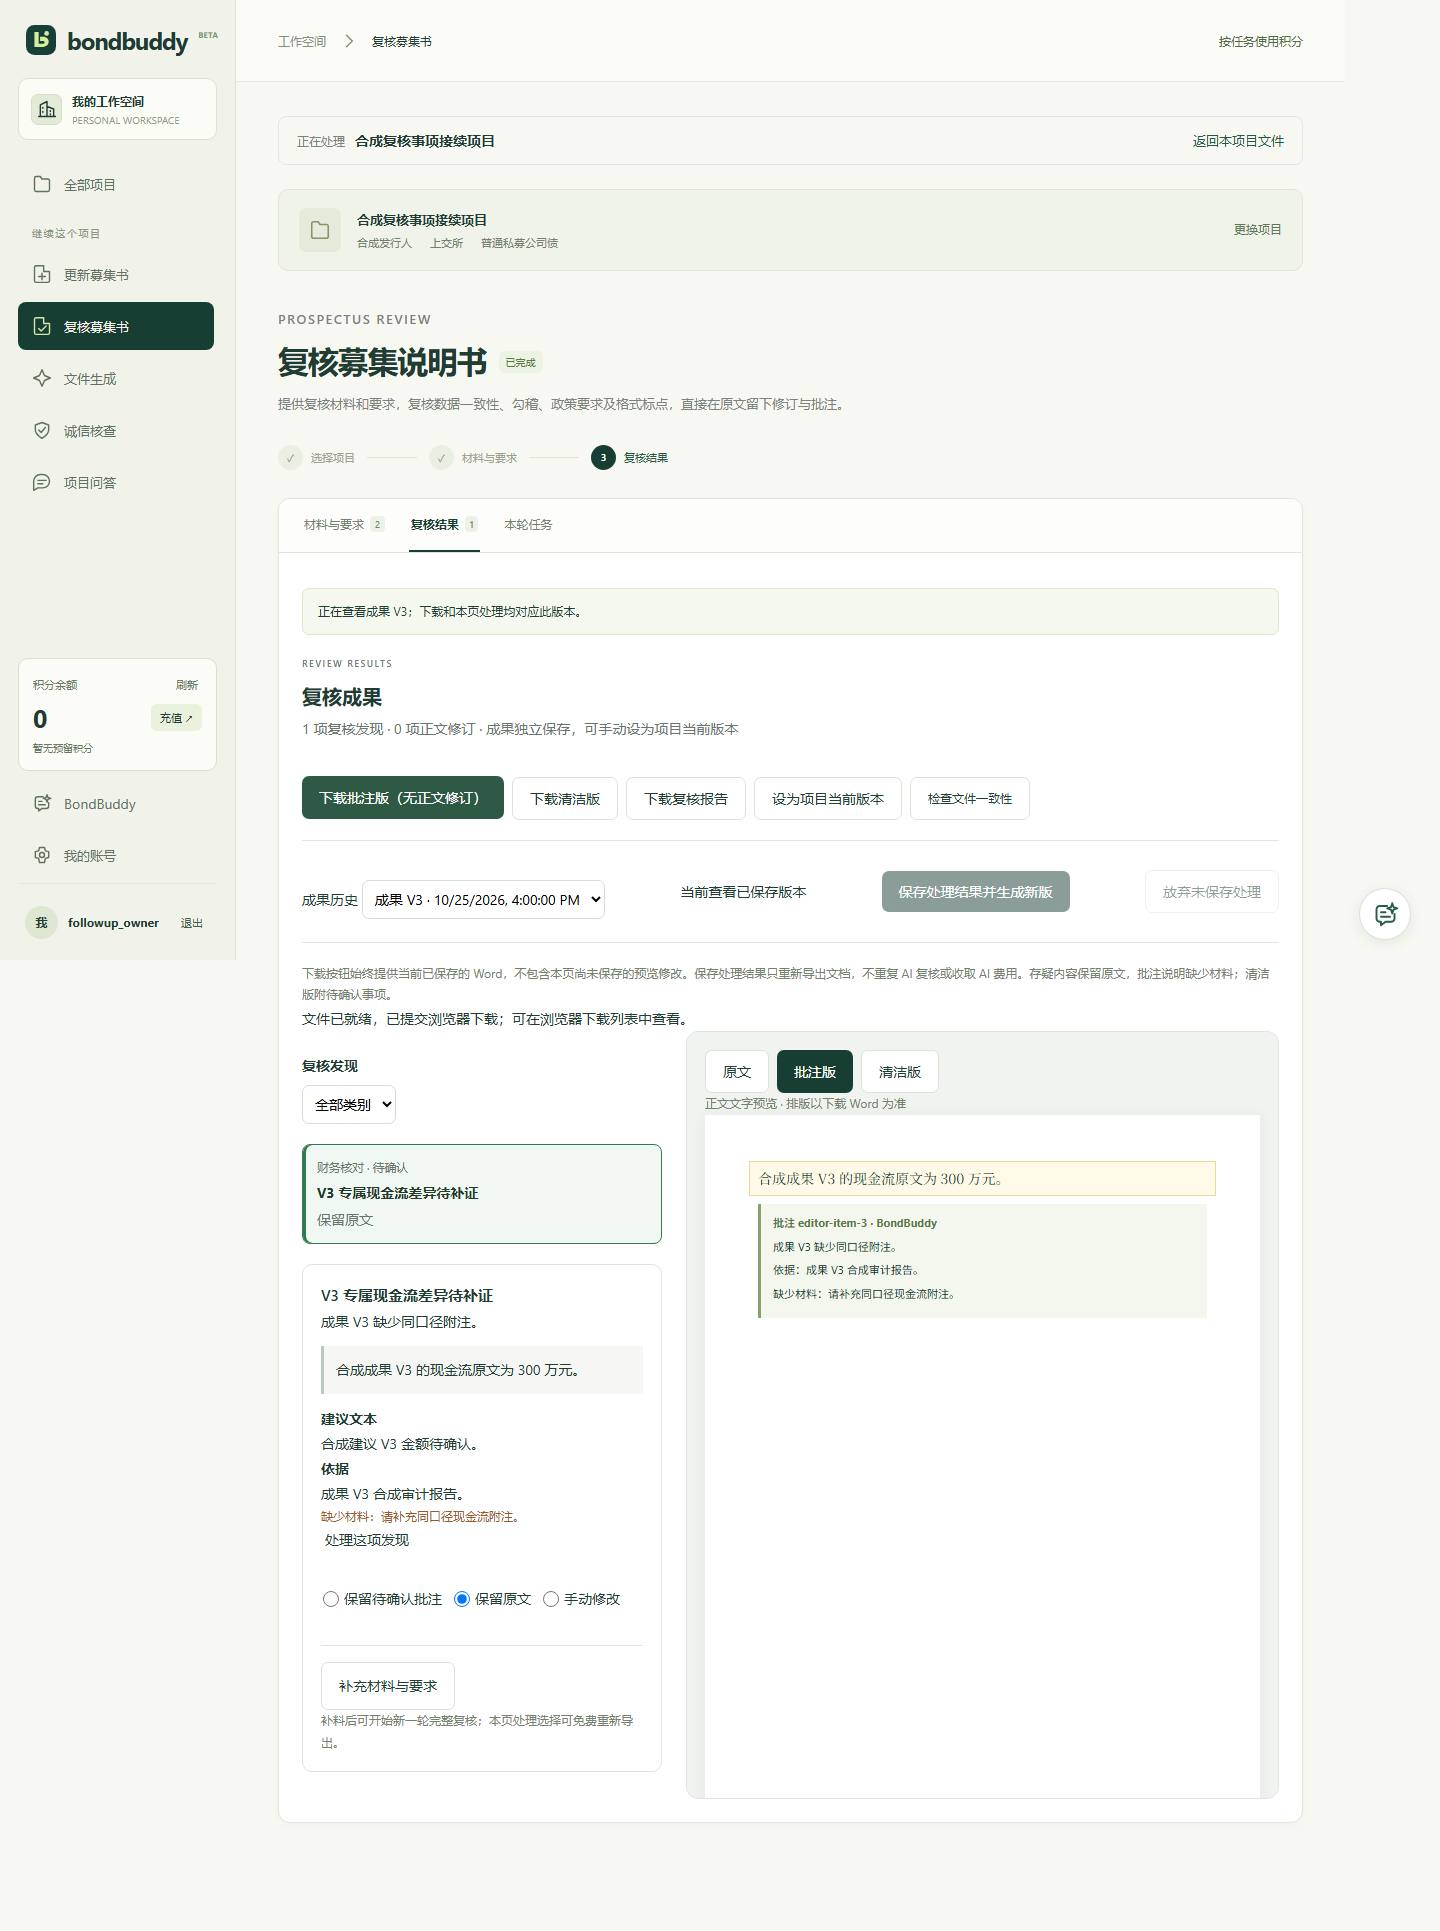 bondbuddy BETA
我的工作空间
PERSONAL WORKSPACE
全部项目
继续这个项目
更新募集书
复核募集书
文件生成
诚信核查
项目问答
积分余额 刷新
0 充值 ↗
暂无预留积分
BondBuddy
我的账号
我 followup_owner 退出
工作空间 复核募集书 按任务使用积分
正在处理 合成复核事项接续项目 返回本项目文件
合成复核事项接续项目
合成发行人 上交所 普通私募公司债
更换项目
PROSPECTUS REVIEW
复核募集说明书 已完成
提供复核材料和要求，复核数据一致性、勾稽、政策要求及格式标点，直接在原文留下修订与批注。
✓ 选择项目 ✓ 材料与要求 3 复核结果
材料与要求 2 复核结果 1 本轮任务
正在查看成果 V3；下载和本页处理均对应此版本。
REVIEW RESULTS
复核成果
1 项复核发现 · 0 项正文修订 · 成果独立保存，可手动设为项目当前版本
下载批注版（无正文修订） 下载清洁版 下载复核报告 设为项目当前版本 检查文件一致性
成果历史 成果 V3 · 10/25/2026, 4:00:00 PM 当前查看已保存版本 保存处理结果并生成新版 放弃未保存处理
下载按钮始终提供当前已保存的 Word，不包含本页尚未保存的预览修改。保存处理结果只重新导出文档，不重复 AI 复核或收取 AI 费用。存疑内容保留原文，批注说明缺少材料；清洁
版附待确认事项。
文件已就绪，已提交浏览器下载；可在浏览器下载列表中查看。
复核发现
全部类别
财务核对 · 待确认
V3 专属现金流差异待补证
保留原文
V3 专属现金流差异待补证
成果 V3 缺少同口径附注。
合成成果 V3 的现金流原文为 300 万元。
建议文本
合成建议 V3 金额待确认。
依据
成果 V3 合成审计报告。
缺少材料：请补充同口径现金流附注。
处理这项发现
保留待确认批注 保留原文 手动修改
补充材料与要求
补料后可开始新一轮完整复核；本页处理选择可免费重新导
出。
原文 批注版 清洁版
正文文字预览 · 排版以下载 Word 为准
合成成果 V3 的现金流原文为 300 万元。
批注 editor-item-3 · BondBuddy
成果 V3 缺少同口径附注。
依据：成果 V3 合成审计报告。
缺少材料：请补充同口径现金流附注。